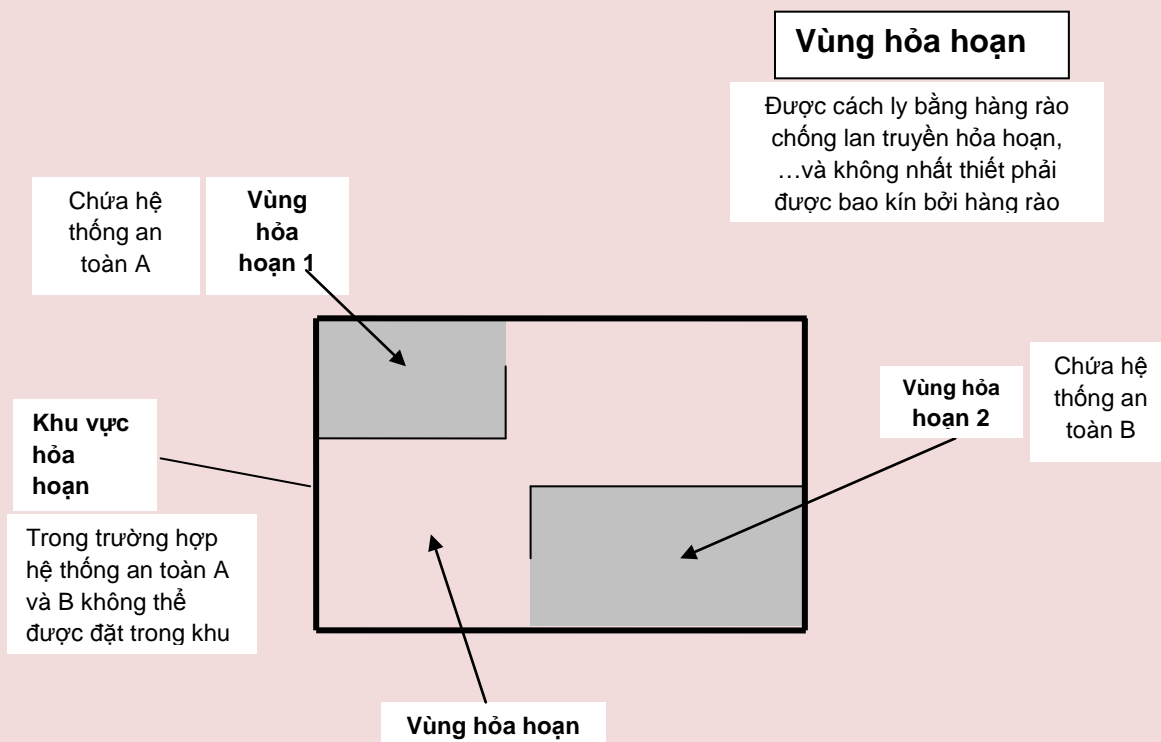 Vùng hỏa hoạn
Được cách ly bằng hàng rào
chống lan truyền hỏa hoạn,
…và không nhất thiết phải
được bao kín bởi hàng rào
Chứa hệ
thống an
toàn A
Vùng
hỏa
hoạn 1
Chứa hệ
thống an
toàn B
Vùng hỏa
hoạn 2
Khu vực
hỏa
hoạn
Trong trường hợp
hệ thống an toàn A
và B không thể
được đặt trong khu
Vùng hỏa hoạn